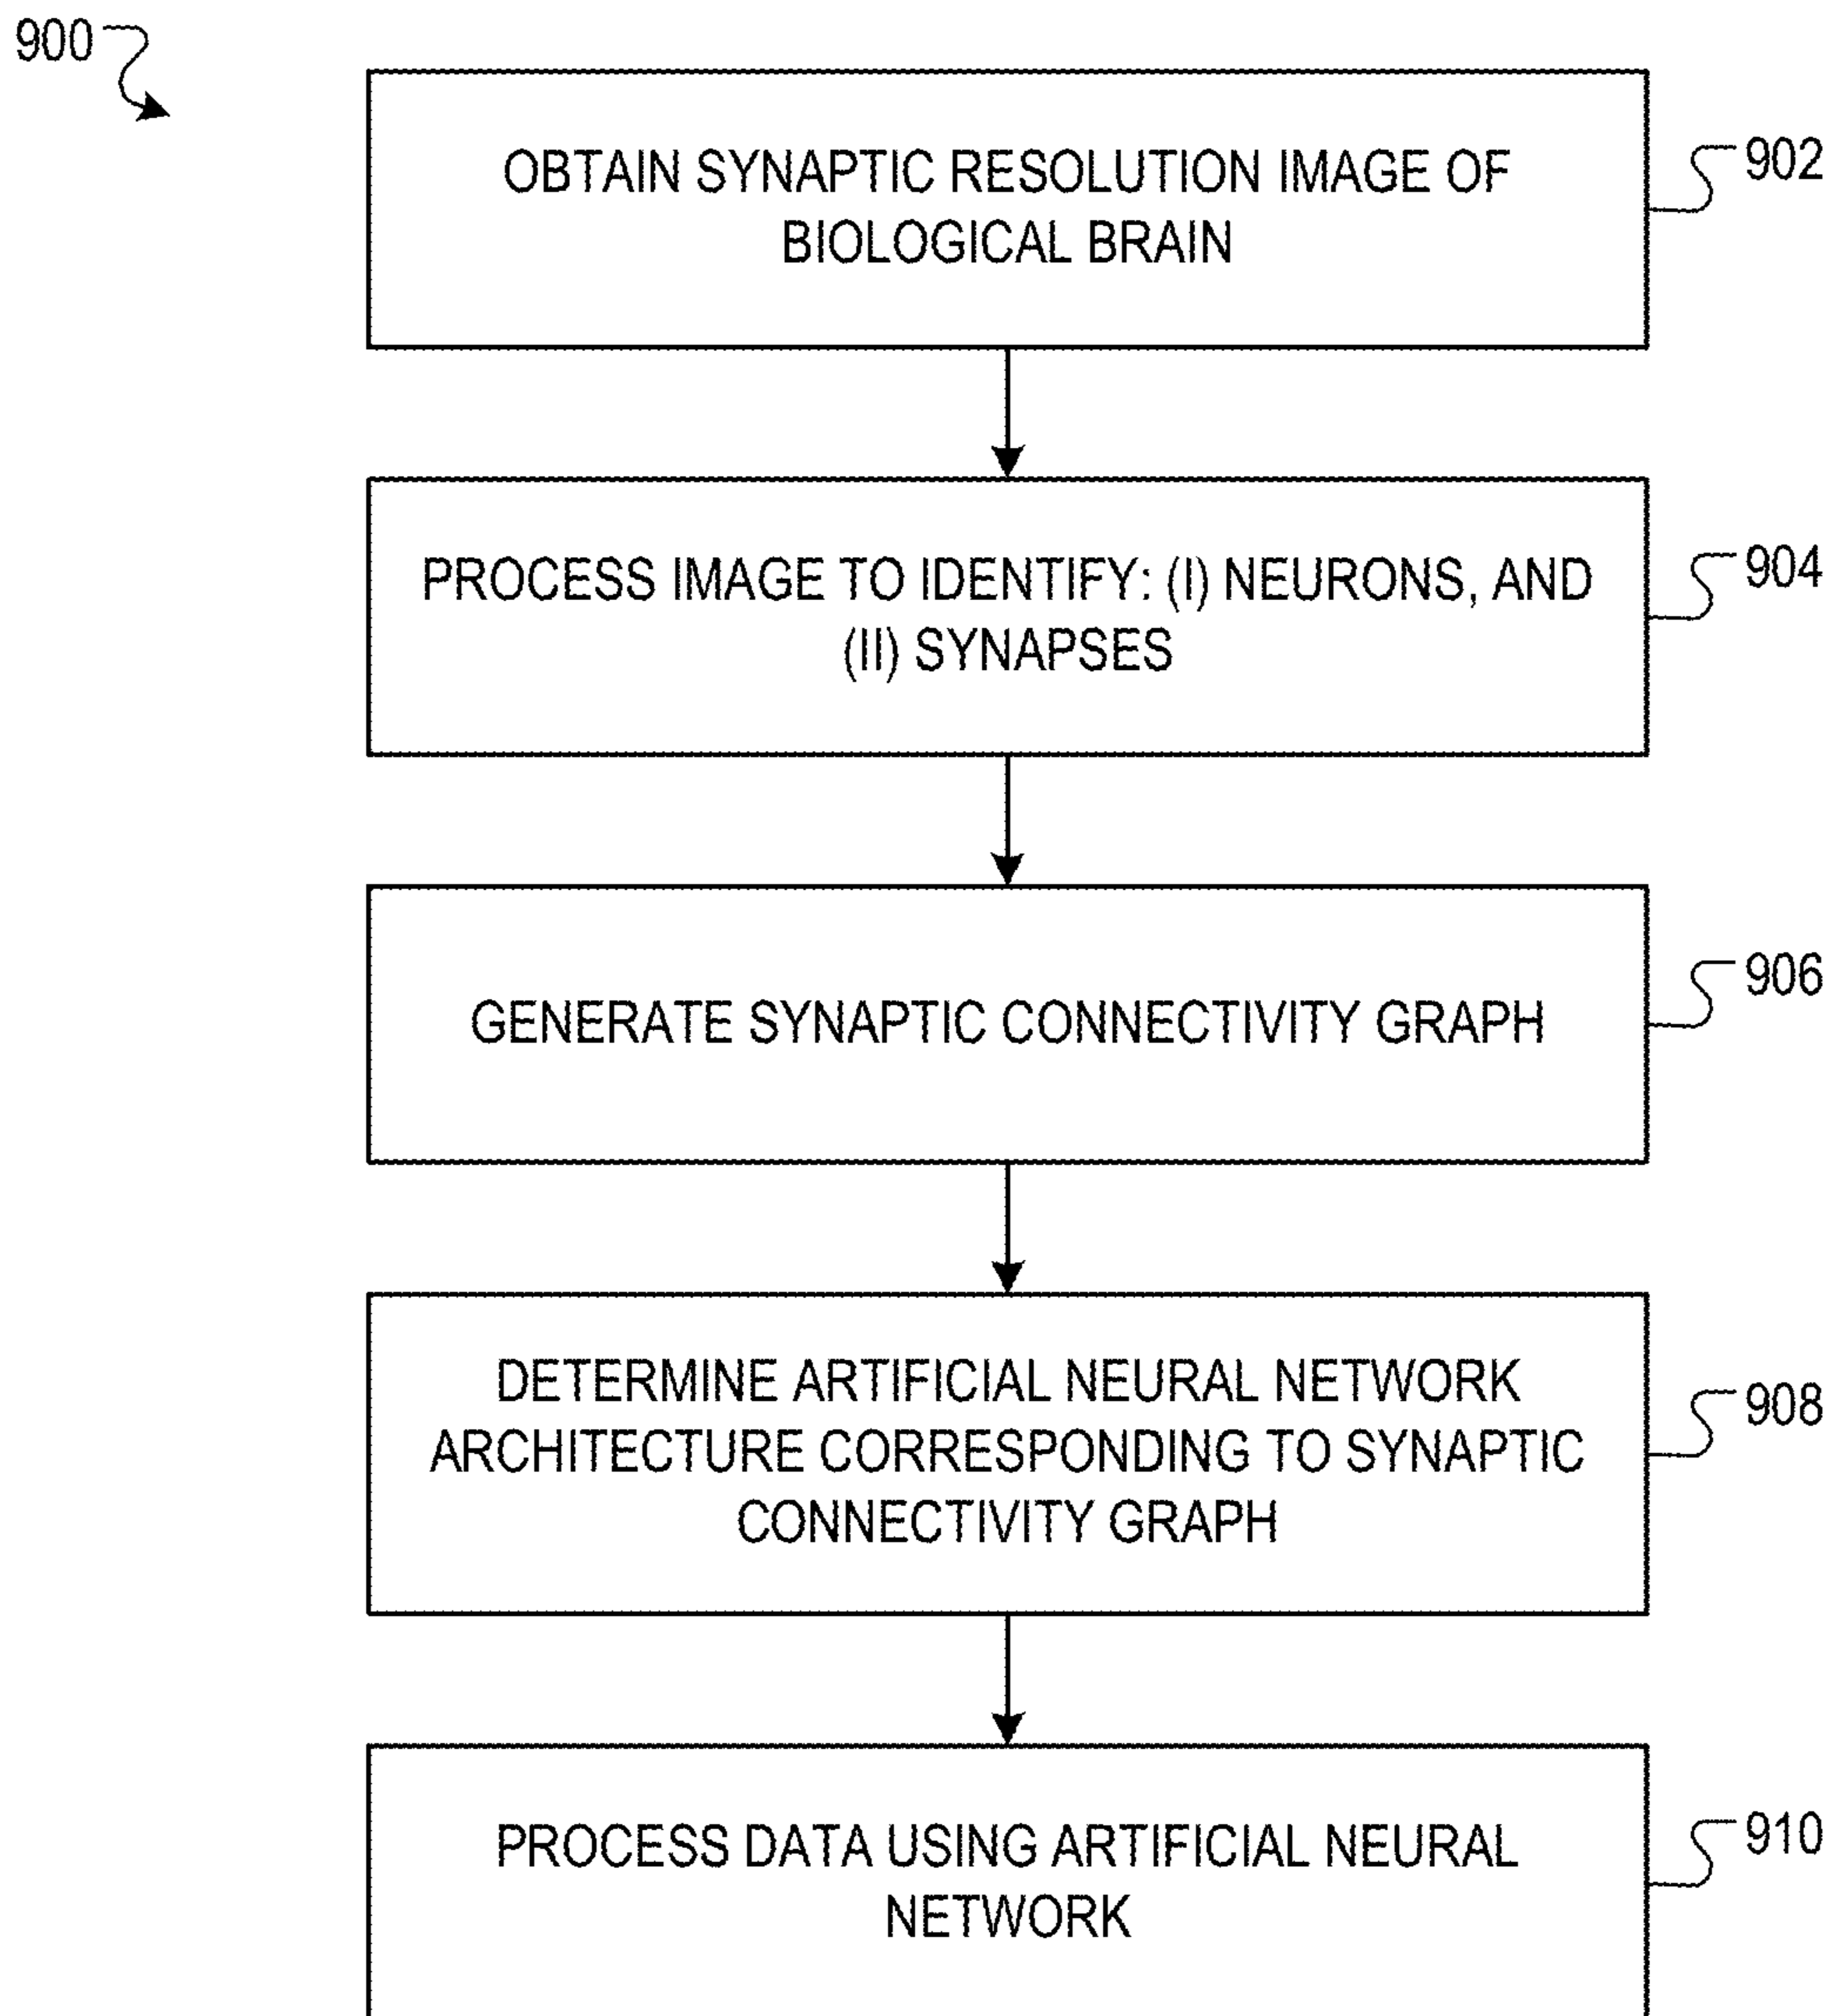 900
OBTAIN SYNAPTIC RESOLUTION IMAGE OF
BIOLOGICAL BRAIN
902
PROCESS IMAGE TO IDENTIFY: (I) NEURONS, AND
(II) SYNAPSES
904
GENERATE SYNAPTIC CONNECTIVITY GRAPH
906
DETERMINE ARTIFICIAL NEURAL NETWORK
ARCHITECTURE CORRESPONDING TO SYNAPTIC
CONNECTIVITY GRAPH
908
PROCESS DATA USING ARTIFICIAL NEURAL
NETWORK
910